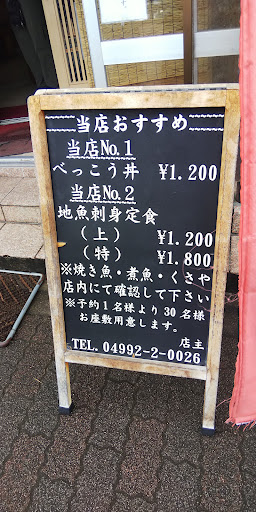 当店おすすめ
当店No.1
べっこう丼 ¥1.200
当店No.2
地魚刺身定食
(上) ¥1.200
(特) ¥1.800
※焼き魚・煮魚・くさや
店内にて確認して下さい
※予約1名様より30名様
お座敷用意します。
店主
TEL.04992-2-0026